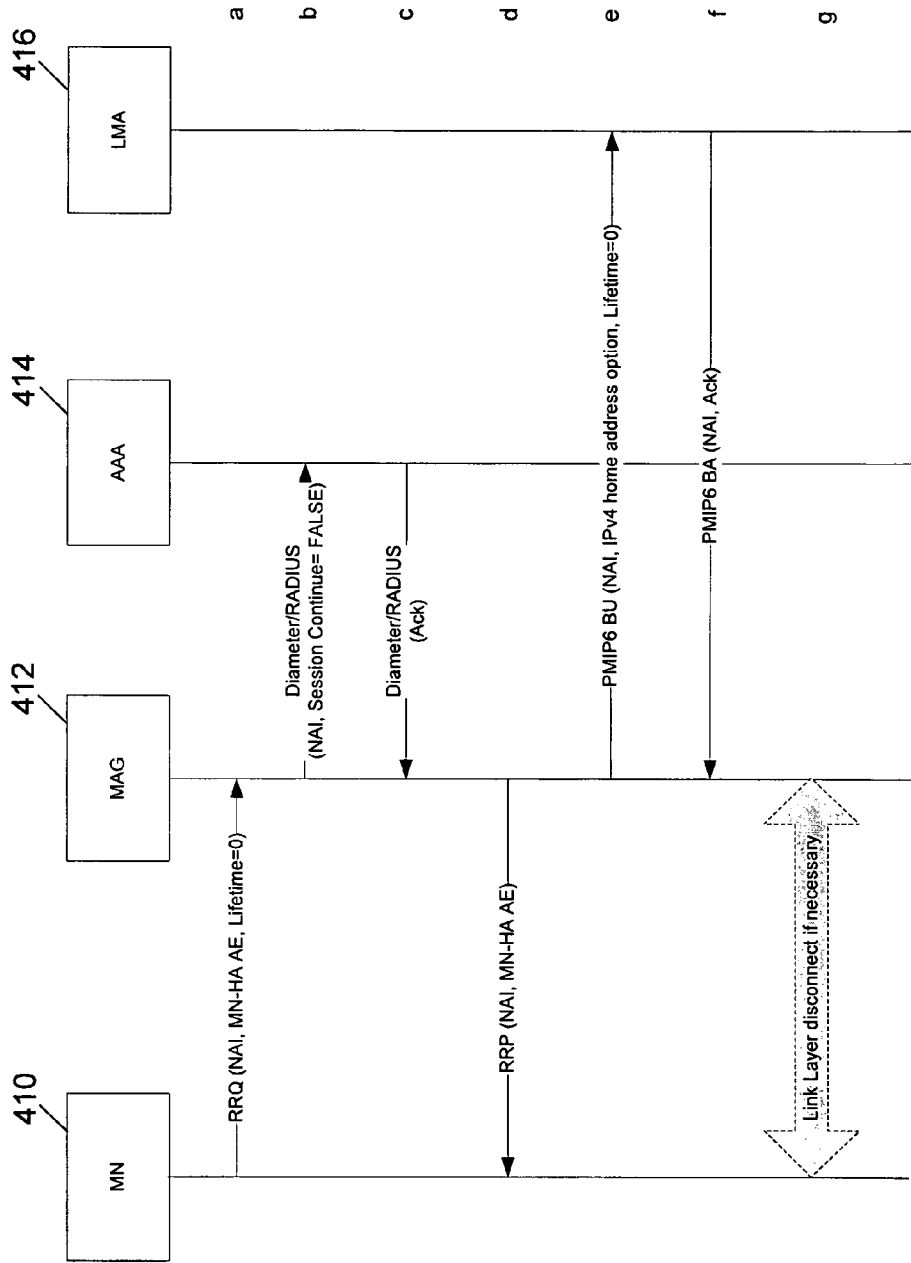 410
MN
412
MAG
414
AAA
416
LMA
RRQ (NAI, MN-HA AE, Lifetime=0)
a
Diameter/RADIUS
(NAI, Session Continue= FALSE)
b
Diameter/RADIUS
(Ack)
c
RRP (NAI, MN-HA AE)
d
PMIP6 BU (NAI, IPv4 home address option, Lifetime=0)
e
PMIP6 BA (NAI, Ack)
f
Link Layer disconnect if necessary
g